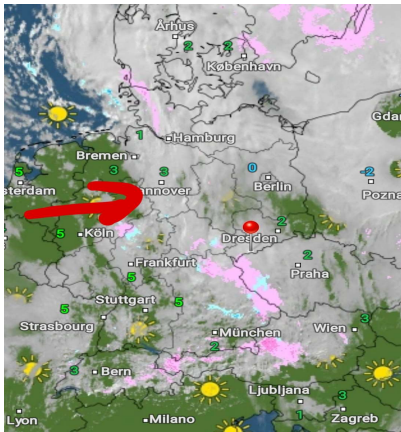 Århus
2
2
København
Gda
1
Hamburg
Bremen
5
3
3
0
-2
sterdam
nnover
Berlin
Pozna
5
Köln
2
Dresden
2
Frankfurt
Praha
5
Stuttgart
5
5
3
Strasbourg
München
Wien
2
3
Bern
Ljubljana
3
Lyon
Milano
1
Zagreb